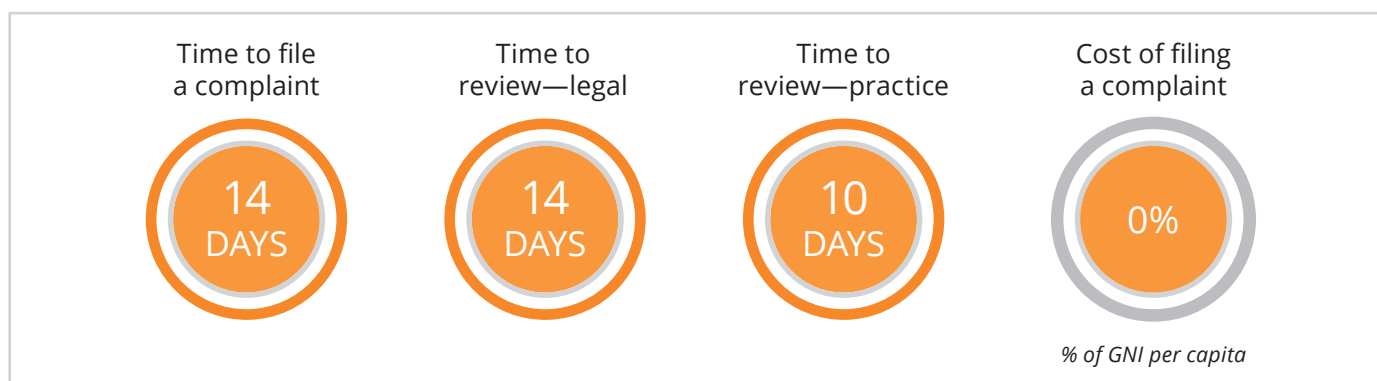 Time to file
a complaint
14
DAYS
Time to
review—legal
14
DAYS
Time to
review—practice
10
DAYS
Cost of filing
a complaint
0%
% of GNI per capita